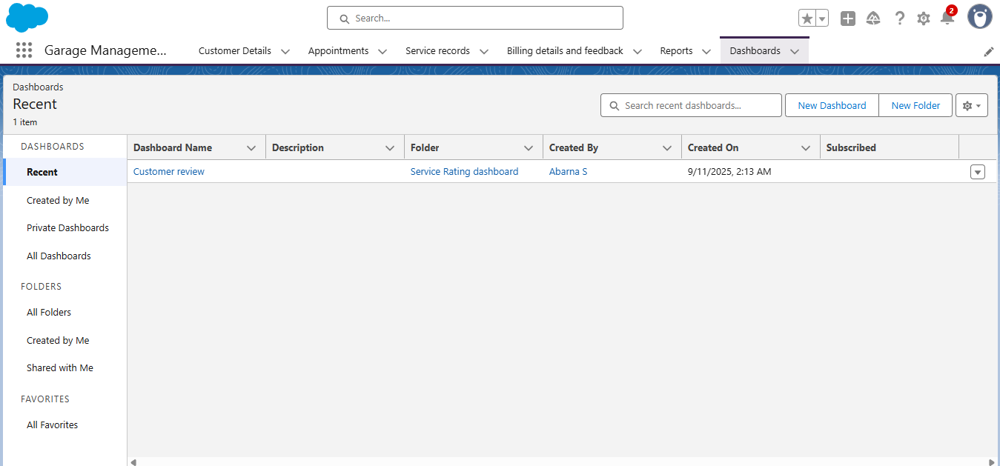 Search...
2
Garage Manageme...
Customer Details
Appointments
Service records
Billing details and feedback
Reports
Dashboards
Dashboards
Recent
1 item
Search recent dashboards...
New Dashboard
New Folder
DASHBOARDS
Recent
Created by Me
Private Dashboards
All Dashboards
FOLDERS
All Folders
Created by Me
Shared with Me
FAVORITES
All Favorites
Dashboard Name Description Folder Created By Created On Subscribed
Customer review Service Rating dashboard Abarna S 9/11/2025, 2:13 AM